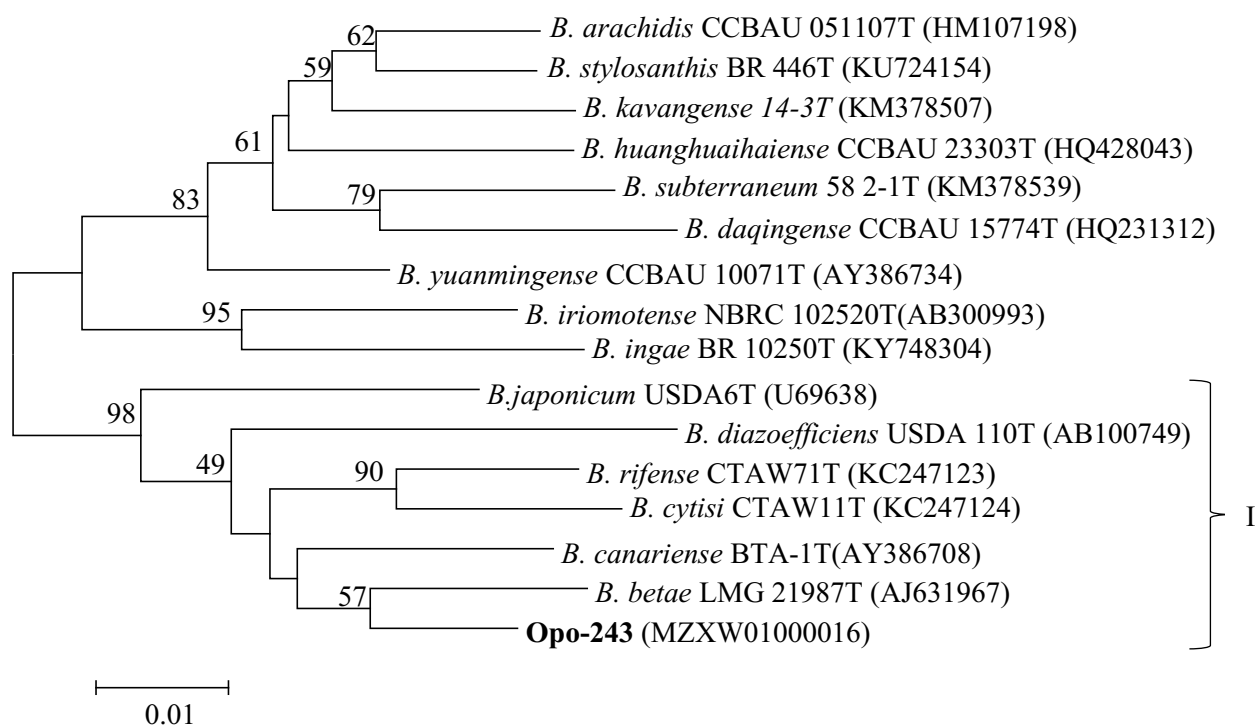 62
B. arachidis CCBAU 051107T (HM107198)
B. stylosanthis BR 446T (KU724154)
59
B. kavangense 14-3T (KM378507)
61
B. huanghuaihaiense CCBAU 23303T (HQ428043)
79
B. subterraneum 58 2-1T (KM378539)
83
B. daqingense CCBAU 15774T (HQ231312)
B. yuanmingense CCBAU 10071T (AY386734)
95
B. iriomotense NBRC 102520T(AB300993)
B. ingae BR 10250T (KY748304)
98
B.japonicum USDA6T (U69638)
B. diazoefficiens USDA 110T (AB100749)
49
90
B. rifense CTAW71T (KC247123)
B. cytisi CTAW11T (KC247124)
I
B. canariense BTA-1T(AY386708)
57
B. betae LMG 21987T (AJ631967)
Opo-243 (MZXW01000016)
0.01